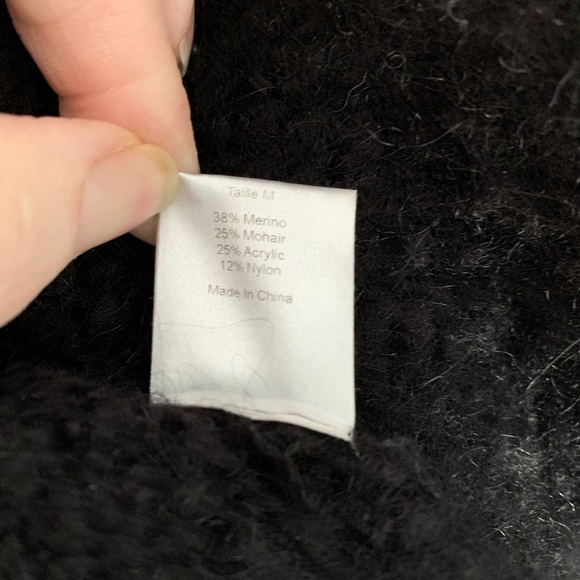 Taille M
38% Merino
25% Mohair
25% Acrylic
12% Nylon
Made In China